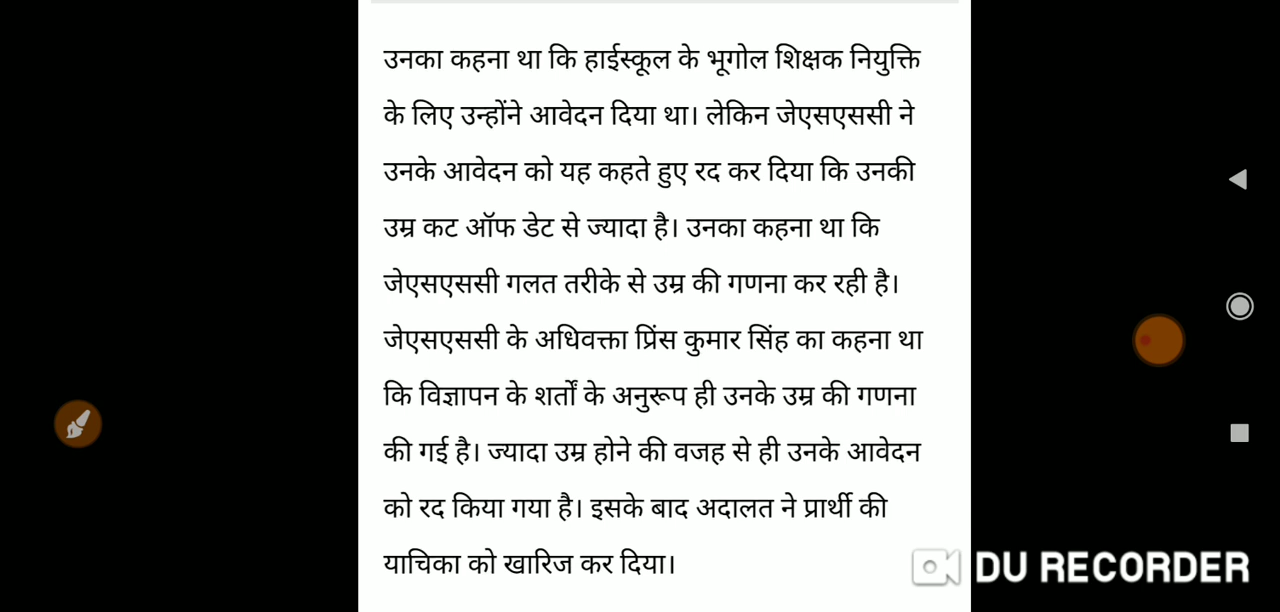 उनका कहना था कि हाईस्कूल के भूगोल शिक्षक नियुक्ति
के लिए उन्होंने आवेदन दिया था। लेकिन जेएसएससी ने
उनके आवेदन को यह कहते हुए रद कर दिया कि उनकी
उम्र कट ऑफ डेट से ज्यादा है। उनका कहना था कि
जेएसएससी गलत तरीके से उम्र की गणना कर रही है।
जेएसएससी के अधिवक्ता प्रिंस कुमार सिंह का कहना था
कि विज्ञापन के शर्तों के अनुरूप ही उनके उम्र की गणना
की गई है। ज्यादा उम्र होने की वजह से ही उनके आवेदन
को रद किया गया है। इसके बाद अदालत ने प्रार्थी की
याचिका को खारिज कर दिया।
DU RECORDER